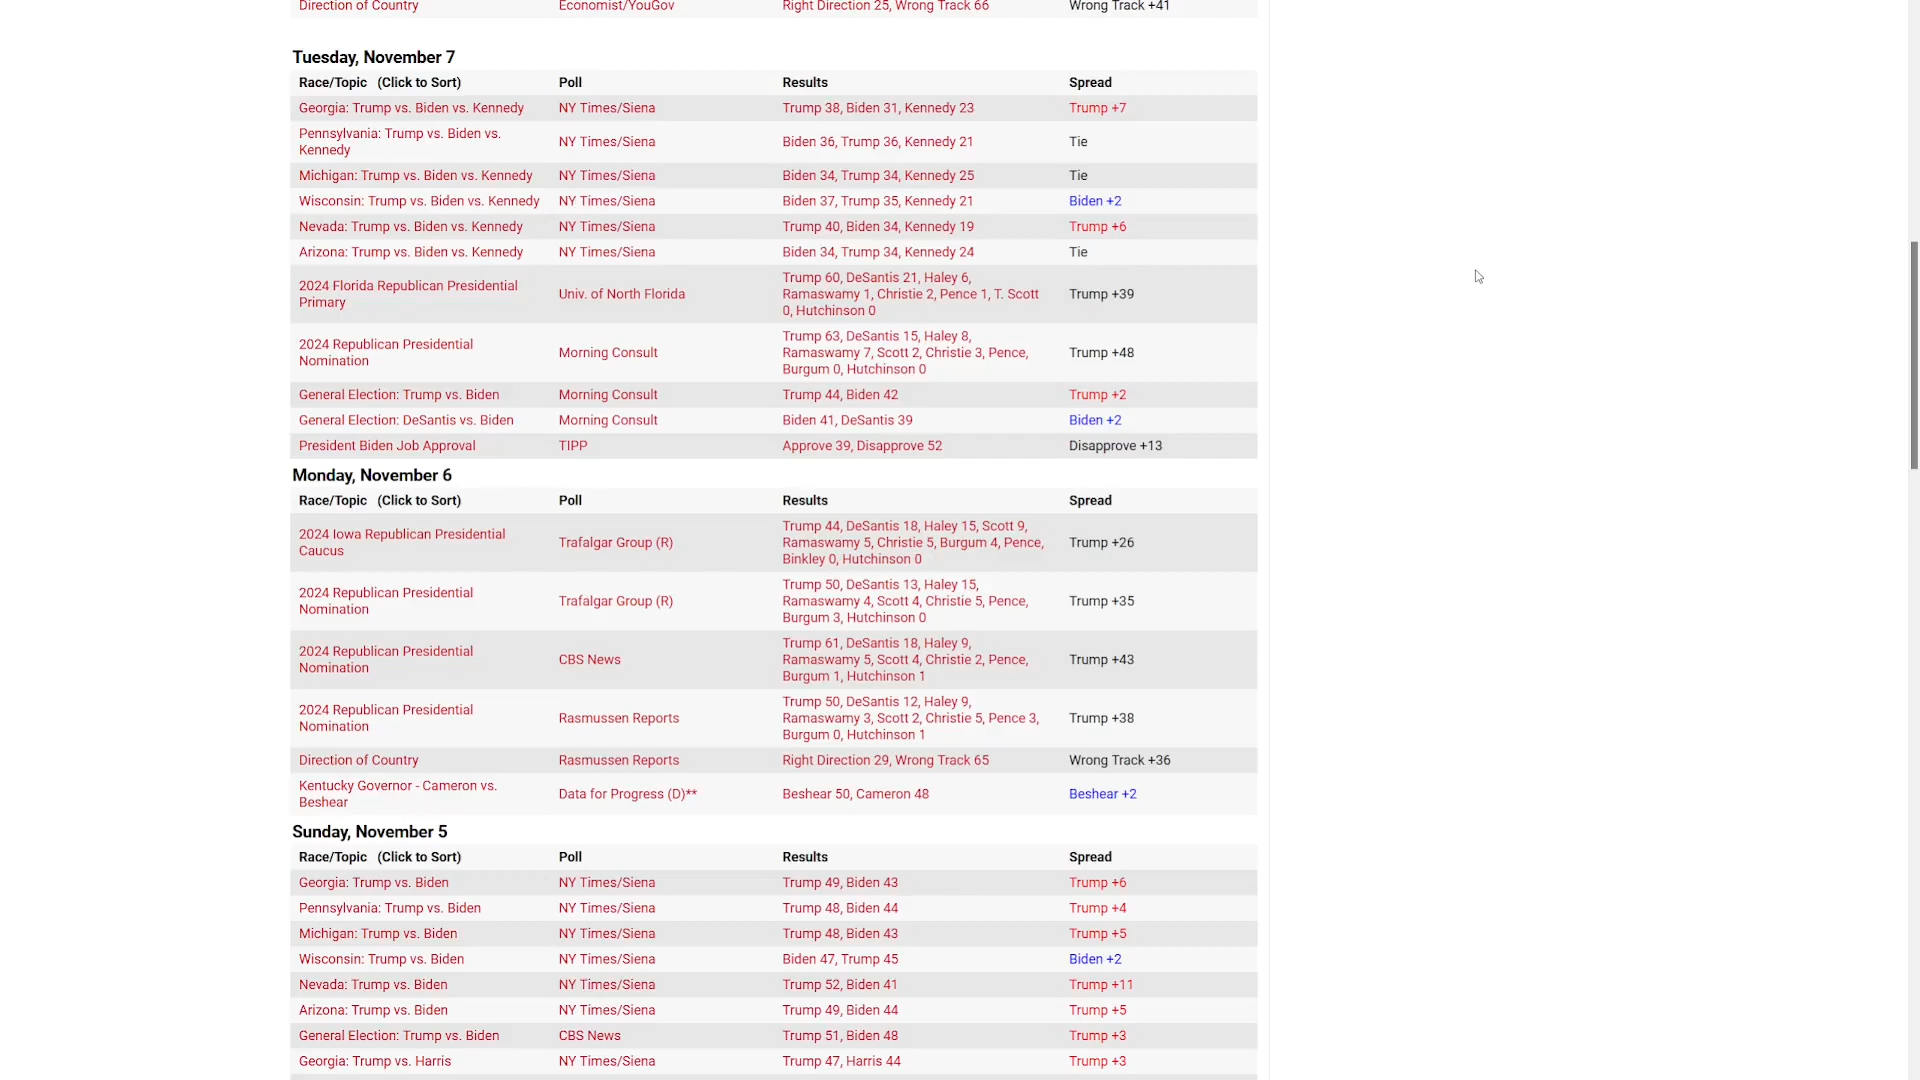 Direction of Country Economist/YouGov Right Direction 25, Wrong Track 66 Wrong Track +41
Tuesday, November 7
Race/Topic (Click to Sort) Poll Results Spread
Georgia: Trump vs. Biden vs. Kennedy NY Times/Siena Trump 38, Biden 31, Kennedy 23 Trump +7
Pennsylvania: Trump vs. Biden vs.
Kennedy NY Times/Siena Biden 36, Trump 36, Kennedy 21 Tie
Michigan: Trump vs. Biden vs. Kennedy NY Times/Siena Biden 34, Trump 34, Kennedy 25 Tie
Wisconsin: Trump vs. Biden vs. Kennedy NY Times/Siena Biden 37, Trump 35, Kennedy 21 Biden +2
Nevada: Trump vs. Biden vs. Kennedy NY Times/Siena Trump 40, Biden 34, Kennedy 19 Trump +6
Arizona: Trump vs. Biden vs. Kennedy NY Times/Siena Biden 34, Trump 34, Kennedy 24 Tie
2024 Florida Republican Presidential
Primary Univ. of North Florida Trump 60, DeSantis 21, Haley 6,
Ramaswamy 1, Christie 2, Pence 1, T. Scott
0, Hutchinson 0 Trump +39
2024 Republican Presidential
Nomination Morning Consult Trump 63, DeSantis 15, Haley 8,
Ramaswamy 7, Scott 2, Christie 3, Pence,
Burgum 0, Hutchinson 0 Trump +48
General Election: Trump vs. Biden Morning Consult Trump 44, Biden 42 Trump +2
General Election: DeSantis vs. Biden Morning Consult Biden 41, DeSantis 39 Biden +2
President Biden Job Approval TIPP Approve 39, Disapprove 52 Disapprove +13
Monday, November 6
Race/Topic (Click to Sort) Poll Results Spread
2024 Iowa Republican Presidential
Caucus Trafalgar Group (R) Trump 44, DeSantis 18, Haley 15, Scott 9,
Ramaswamy 5, Christie 5, Burgum 4, Pence,
Binkley 0, Hutchinson 0 Trump +26
2024 Republican Presidential
Nomination Trafalgar Group (R) Trump 50, DeSantis 13, Haley 15,
Ramaswamy 4, Scott 4, Christie 5, Pence,
Burgum 3, Hutchinson 0 Trump +35
2024 Republican Presidential
Nomination CBS News Trump 61, DeSantis 18, Haley 9,
Ramaswamy 5, Scott 4, Christie 2, Pence,
Burgum 1, Hutchinson 1 Trump +43
2024 Republican Presidential
Nomination Rasmussen Reports Trump 50, DeSantis 12, Haley 9,
Ramaswamy 3, Scott 2, Christie 5, Pence 3,
Burgum 0, Hutchinson 1 Trump +38
Direction of Country Rasmussen Reports Right Direction 29, Wrong Track 65 Wrong Track +36
Kentucky Governor - Cameron vs.
Beshear Data for Progress (D)** Beshear 50, Cameron 48 Beshear +2
Sunday, November 5
Race/Topic (Click to Sort) Poll Results Spread
Georgia: Trump vs. Biden NY Times/Siena Trump 49, Biden 43 Trump +6
Pennsylvania: Trump vs. Biden NY Times/Siena Trump 48, Biden 44 Trump +4
Michigan: Trump vs. Biden NY Times/Siena Trump 48, Biden 43 Trump +5
Wisconsin: Trump vs. Biden NY Times/Siena Biden 47, Trump 45 Biden +2
Nevada: Trump vs. Biden NY Times/Siena Trump 52, Biden 41 Trump +11
Arizona: Trump vs. Biden NY Times/Siena Trump 49, Biden 44 Trump +5
General Election: Trump vs. Biden CBS News Trump 51, Biden 48 Trump +3
Georgia: Trump vs. Harris NY Times/Siena Trump 47, Harris 44 Trump +3